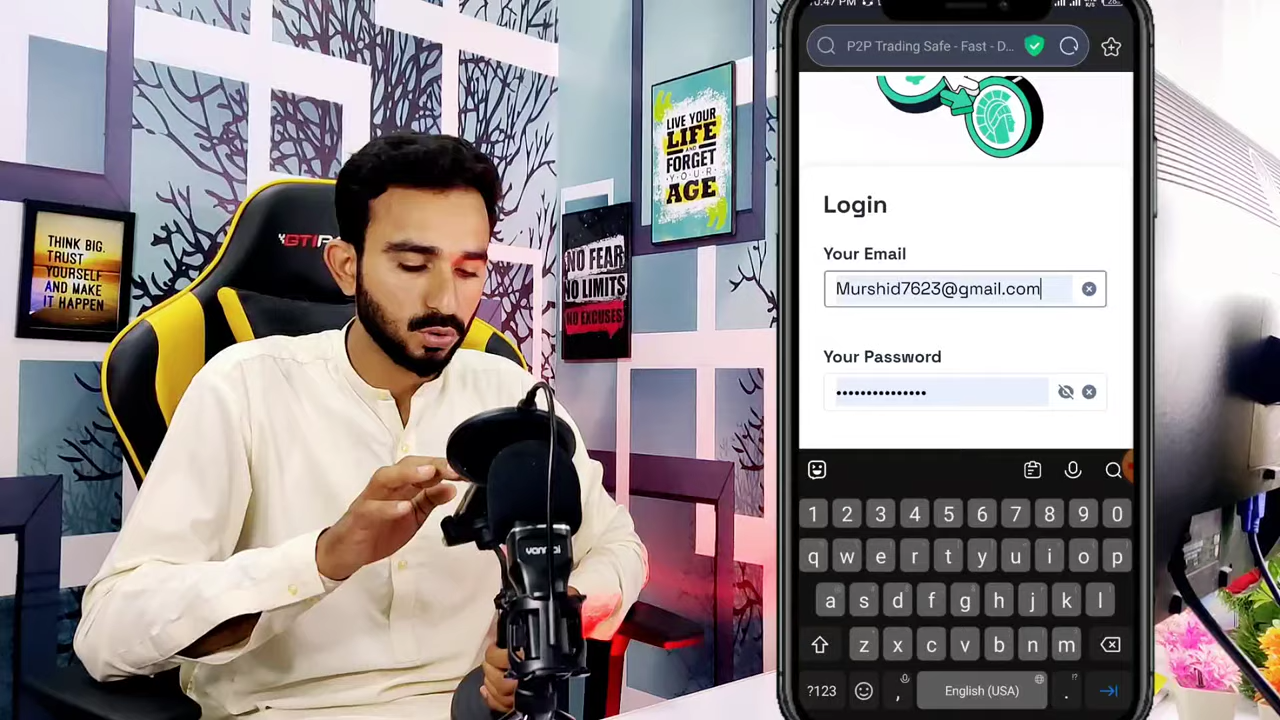 THINK BIG.
TRUST
YOURSELF
AND MAKE
IT HAPPEN
LIVE YOUR
LIFE
AND
FORGET
YOUR
AGE
NO FEAR
NO LIMITS
NO EXCUSES
P2P Trading Safe - Fast - D...
Login
Your Email
Murshid7623@gmail.com
Your Password
•••••••••••••••
1 2 3 4 5 6 7 8 9 0
q w e r t y u i o p
a s d f g h j k l
z x c v b n m
?123 , English (USA) .